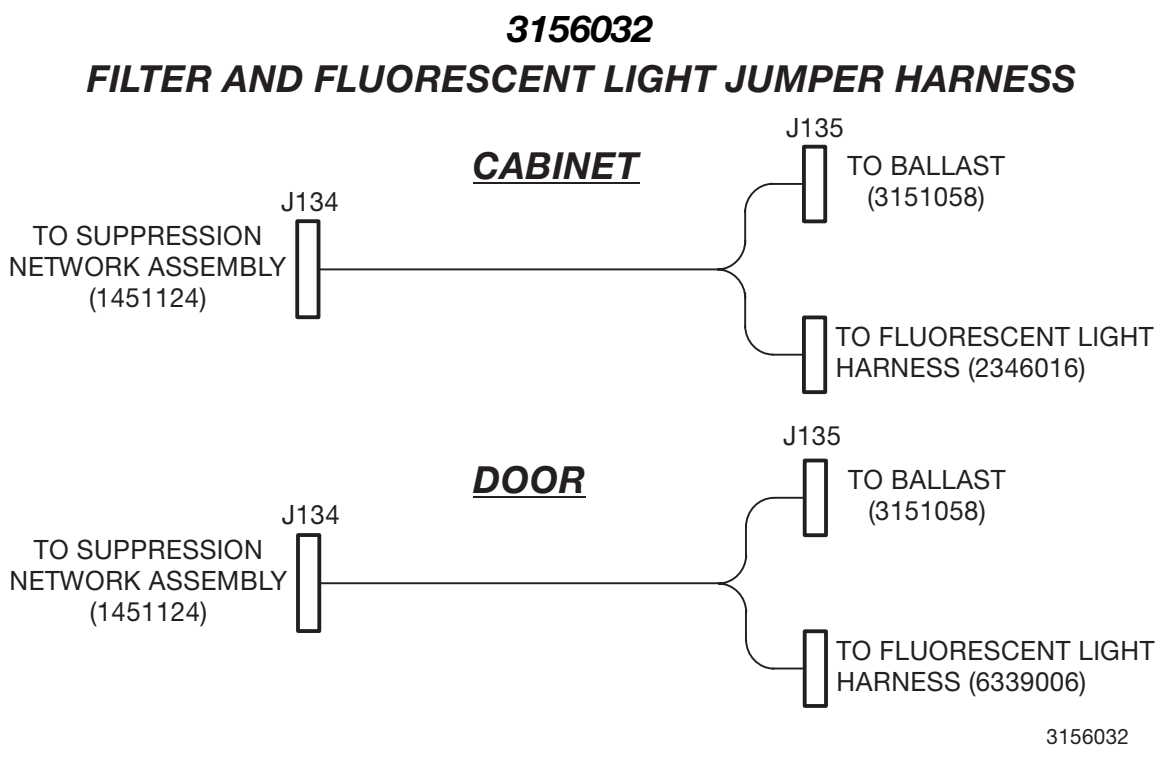 3156032
FILTER AND FLUORESCENT LIGHT JUMPER HARNESS
CABINET
J134
TO SUPPRESSION
NETWORK ASSEMBLY
(1451124)
J135
TO BALLAST
(3151058)
TO FLUORESCENT LIGHT
HARNESS (2346016)
DOOR
J134
TO SUPPRESSION
NETWORK ASSEMBLY
(1451124)
J135
TO BALLAST
(3151058)
TO FLUORESCENT LIGHT
HARNESS (6339006)
3156032